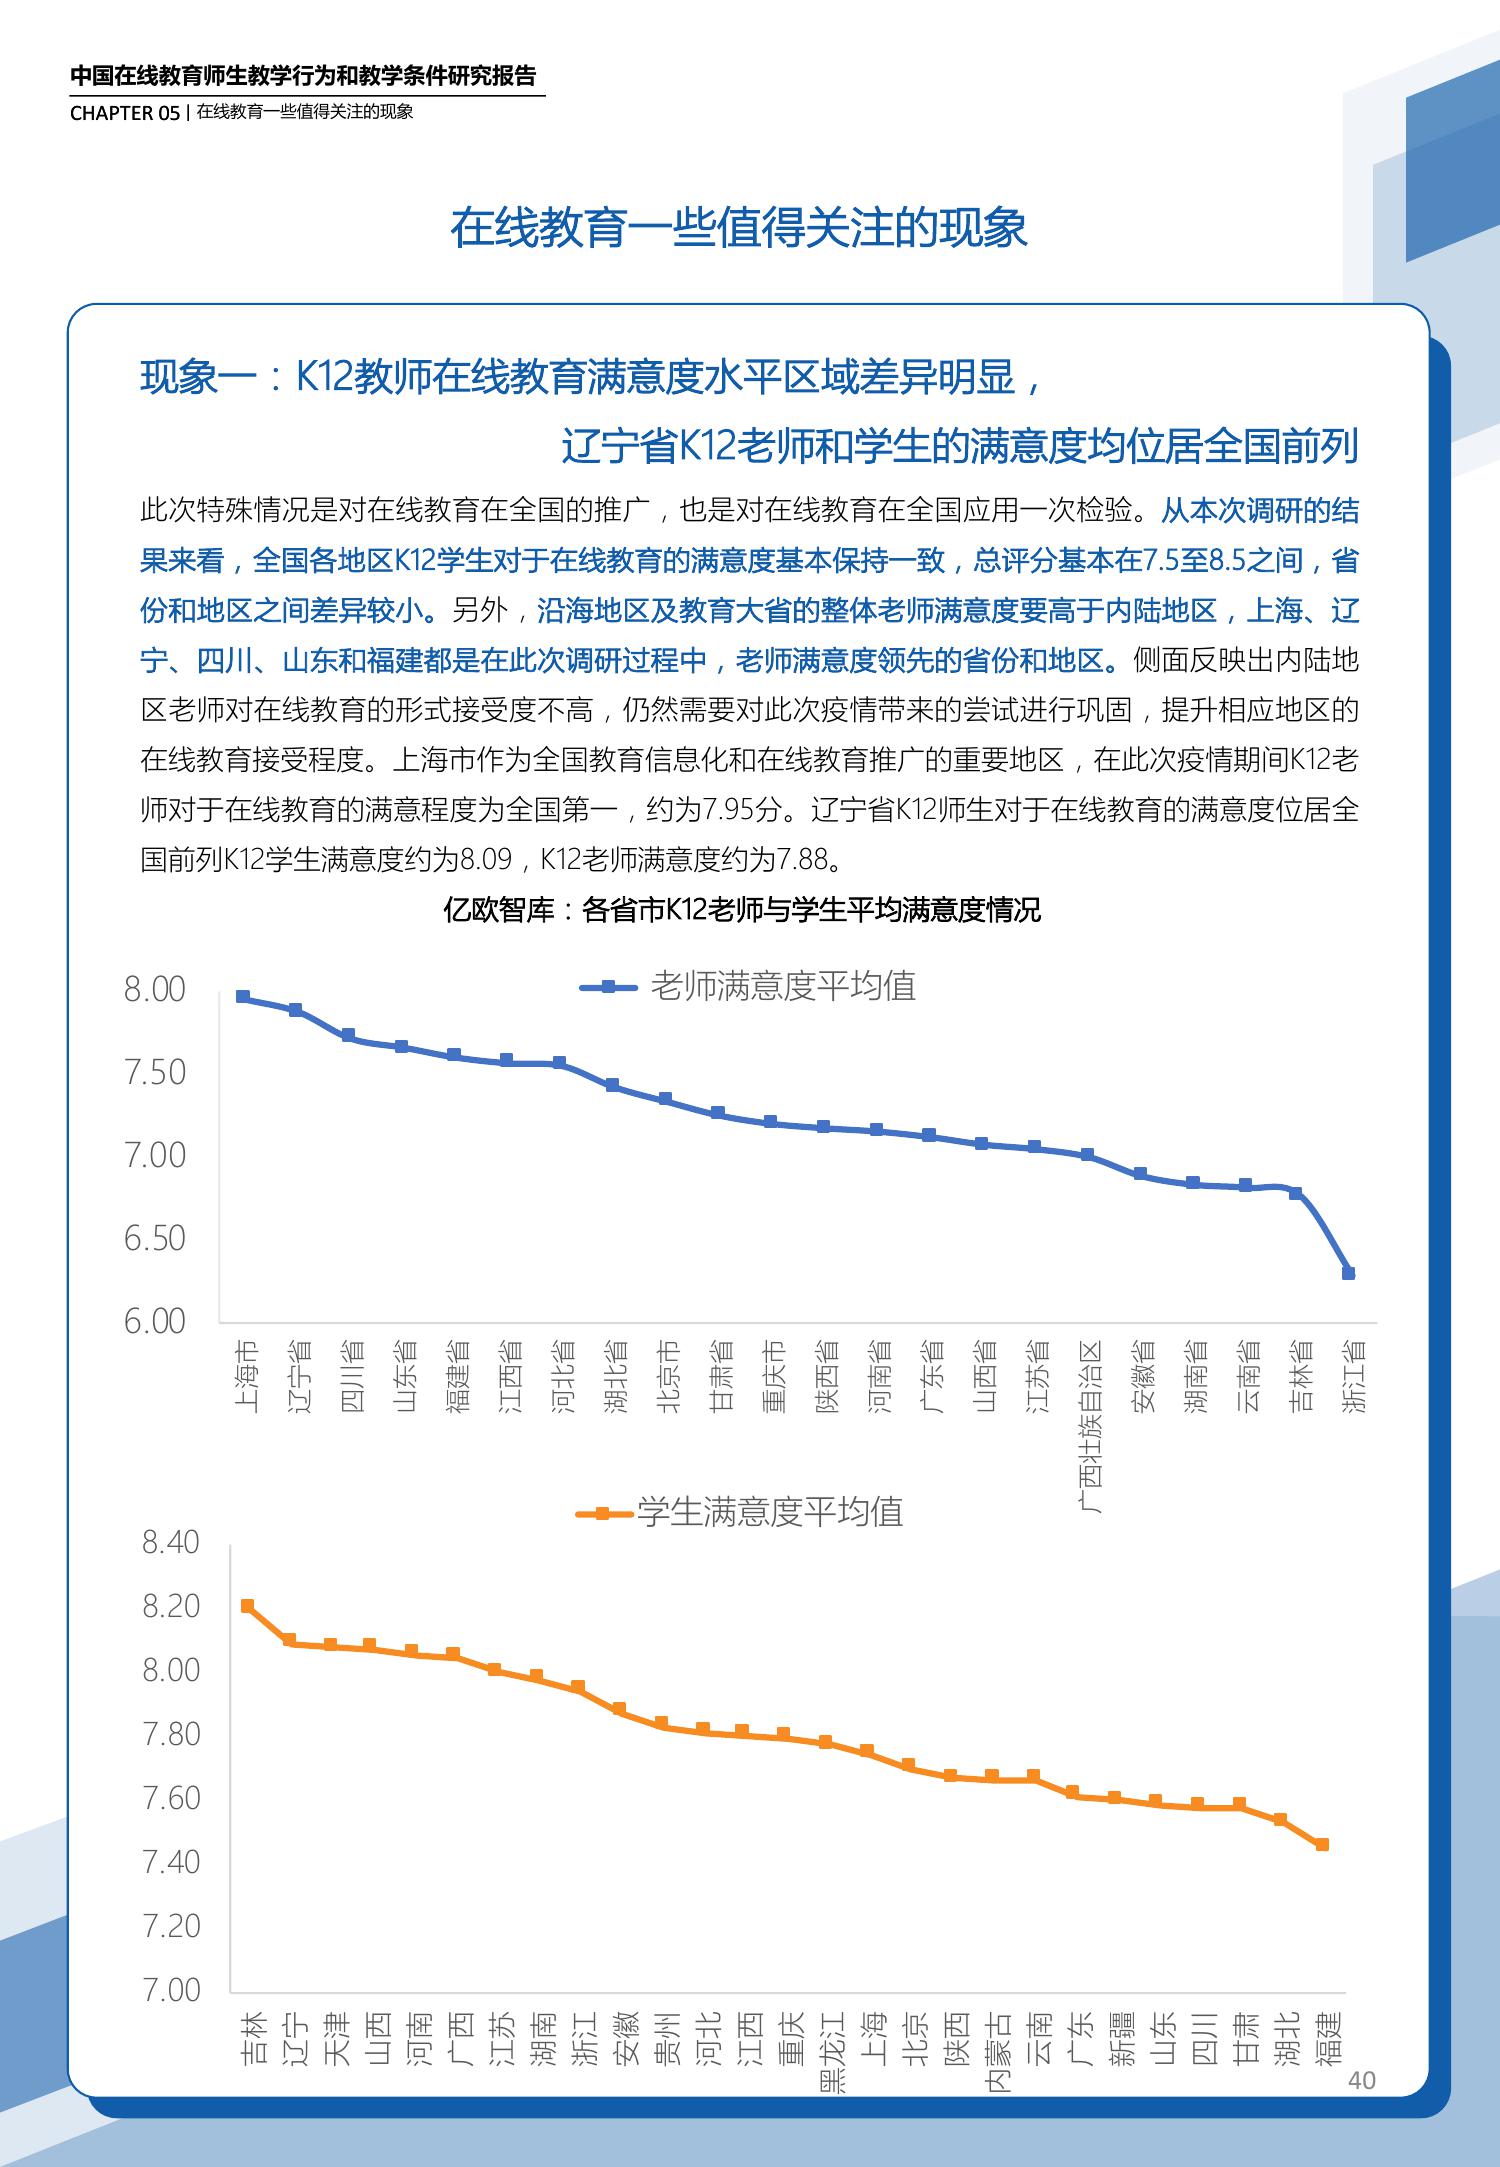 中国在线教育师生教学行为和教学条件研究报告
CHAPTER 05 | 在线教育一些值得关注的现象
在线教育一些值得关注的现象
现象一：K12教师在线教育满意度水平区域差异明显，
辽宁省K12老师和学生的满意度均位居全国前列
此次特殊情况是对在线教育在全国的推广，也是对在线教育在全国应用一次检验。从本次调研的结
果来看，全国各地区K12学生对于在线教育的满意度基本保持一致，总评分基本在7.5至8.5之间，省
份和地区之间差异较小。另外，沿海地区及教育大省的整体老师满意度要高于内陆地区，上海、辽
宁、四川、山东和福建都是在此次调研过程中，老师满意度领先的省份和地区。侧面反映出内陆地
区老师对在线教育的形式接受度不高，仍然需要对此次疫情带来的尝试进行巩固，提升相应地区的
在线教育接受程度。上海市作为全国教育信息化和在线教育推广的重要地区，在此次疫情期间K12老
师对于在线教育的满意程度为全国第一，约为7.95分。辽宁省K12师生对于在线教育的满意度位居全
国前列K12学生满意度约为8.09，K12老师满意度约为7.88。
亿欧智库：各省市K12老师与学生平均满意度情况
老师满意度平均值
8.00
7.50
7.00
6.50
6.00
上海市
辽宁省
四川省
山东省
福建省
江西省
河北省
湖北省
北京市
甘肃省
重庆市
陕西省
河南省
广东省
山西省
江苏省
广西壮族自治区
安徽省
湖南省
云南省
吉林省
浙江省
学生满意度平均值
8.40
8.20
8.00
7.80
7.60
7.40
7.20
7.00
吉林
辽宁
天津
山西
河南
广西
江苏
湖南
浙江
安徽
贵州
河北
江西
重庆
黑龙江
上海
北京
陕西
内蒙古
云南
广东
新疆
山东
四川
甘肃
湖北
福建
40